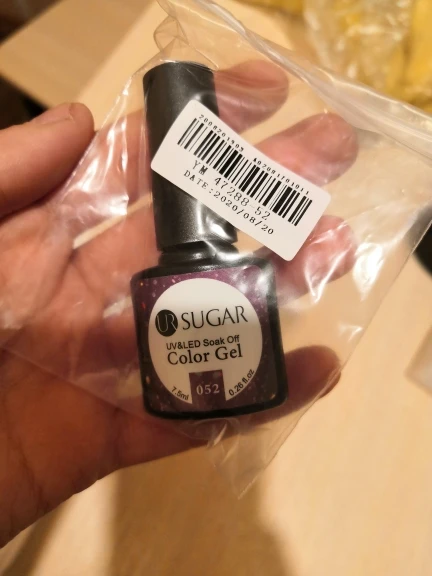 YM 47288-52
DATE:2020/08/20
UR SUGAR
UV&LED Soak Off
Color Gel
052
7.5ml
0.26 fl.oz